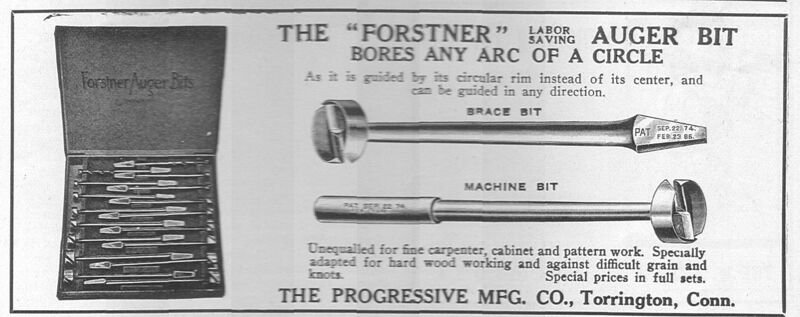 Forstner Auger Bits
THE "FORSTNER" LABOR SAVING AUGER BIT
BORES ANY ARC OF A CIRCLE
As it is guided by its circular rim instead of its center, and
can be guided in any direction.
BRACE BIT
PAT. SEP. 22. 74.
FEB. 23 86.
MACHINE BIT
PAT. SEP. 22 74.
Unequalled for fine carpenter, cabinet and pattern work. Specially
adapted for hard wood working and against difficult grain and
knots. Special prices in full sets.
THE PROGRESSIVE MFG. CO., Torrington, Conn.